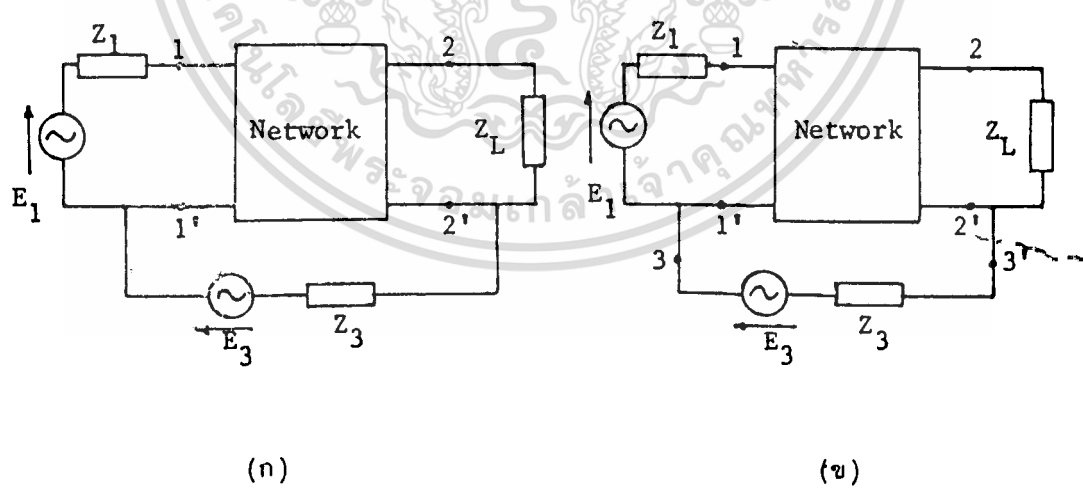 Z1 1 2
Network
ZL
E1
1' 2'
E3 Z3
Z1 1 2
Network
ZL
E1
1' 2'
3 3'
E3 Z3
(ก) (ข)